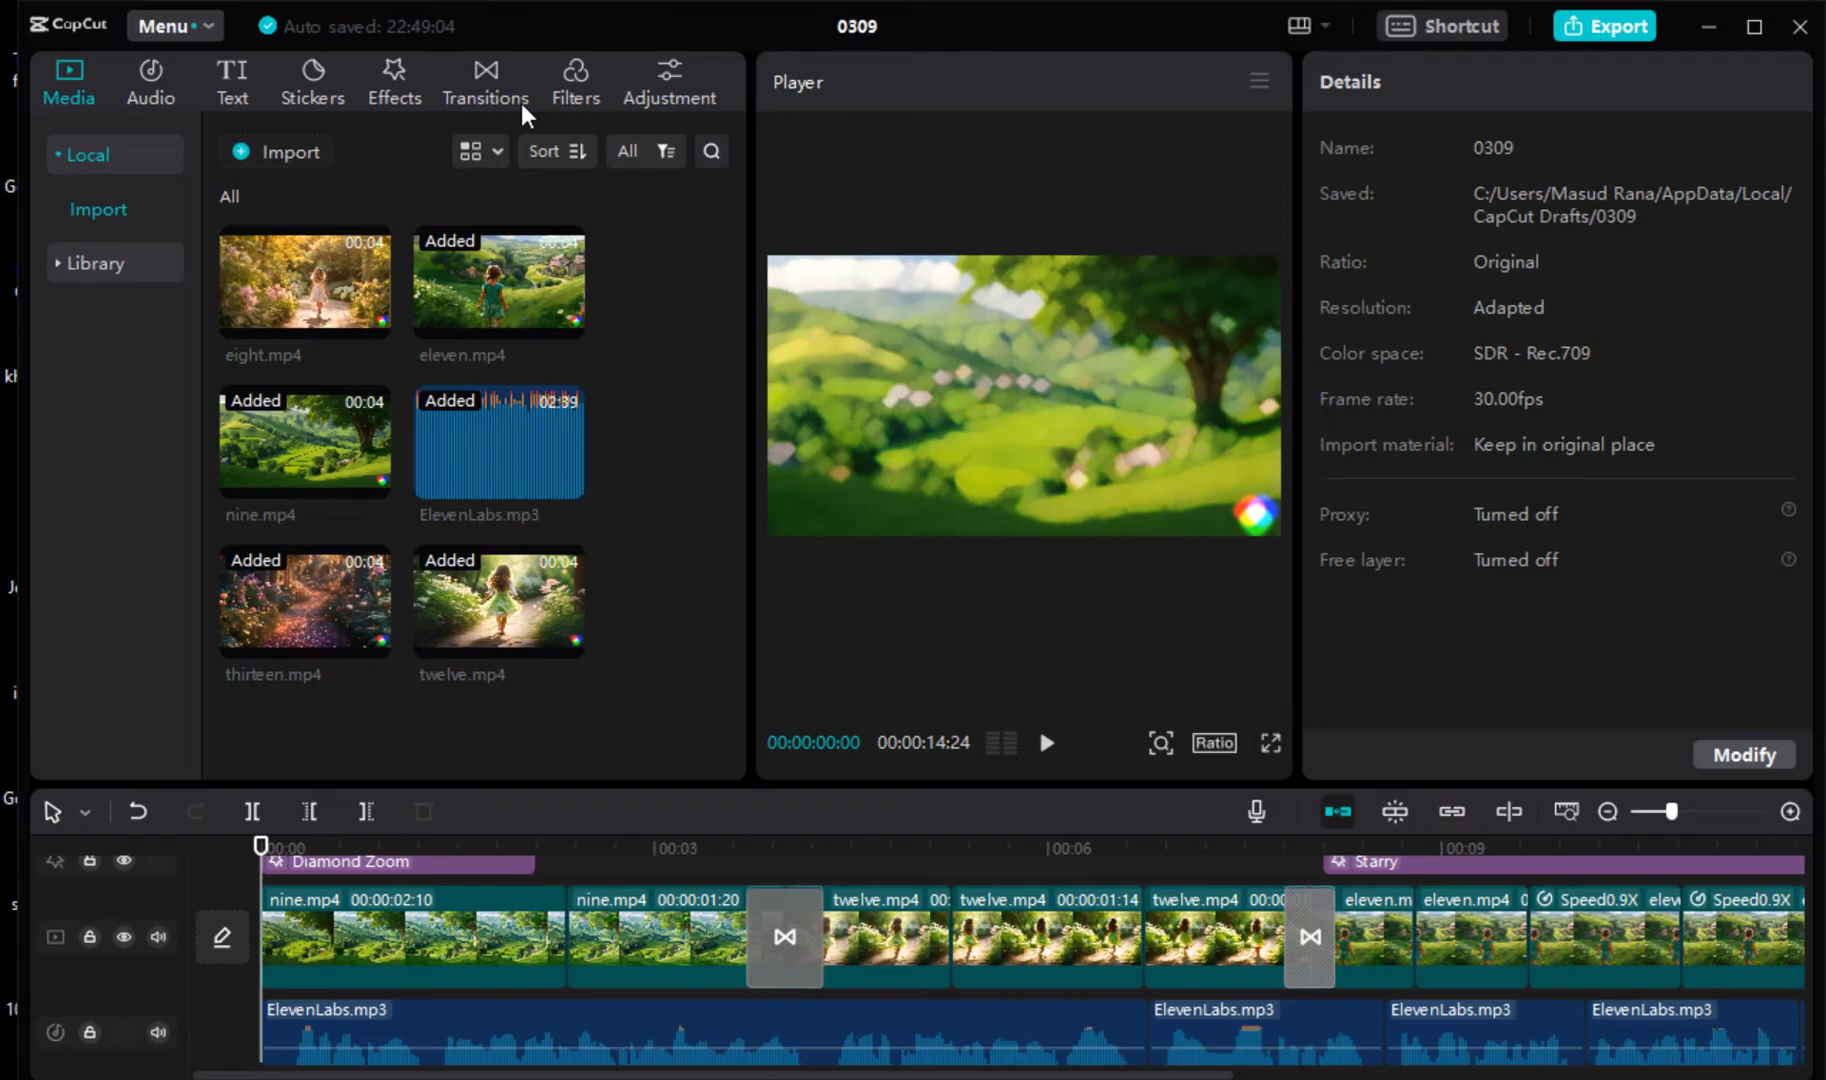 CapCut
Menu
Auto saved: 22:49:04
0309
Shortcut
Export
Media
Audio
TI
Text
Stickers
Effects
Transitions
Filters
Adjustment
Local
Import
Library
Import
Sort
All
All
00:04
eight.mp4
Added
00:04
eleven.mp4
Added
00:04
nine.mp4
Added
02:39
ElevenLabs.mp3
Added
00:04
thirteen.mp4
Added
00:04
twelve.mp4
Player
00:00:00:00
00:00:14:24
Ratio
Details
Name: 0309
Saved: C:/Users/Masud Rana/AppData/Local/
CapCut Drafts/0309
Ratio: Original
Resolution: Adapted
Color space: SDR - Rec.709
Frame rate: 30.00fps
Import material: Keep in original place
Proxy: Turned off
Free layer: Turned off
Modify
00:00
00:03
00:06
00:09
Diamond Zoom
Starry
nine.mp4 00:00:02:10
nine.mp4 00:00:01:20
twelve.mp4 00:
twelve.mp4 00:00:01:14
twelve.mp4 00:00
eleven.m
eleven.mp4 0
Speed0.9X elev
Speed0.9X
ElevenLabs.mp3
ElevenLabs.mp3
ElevenLabs.mp3
ElevenLabs.mp3